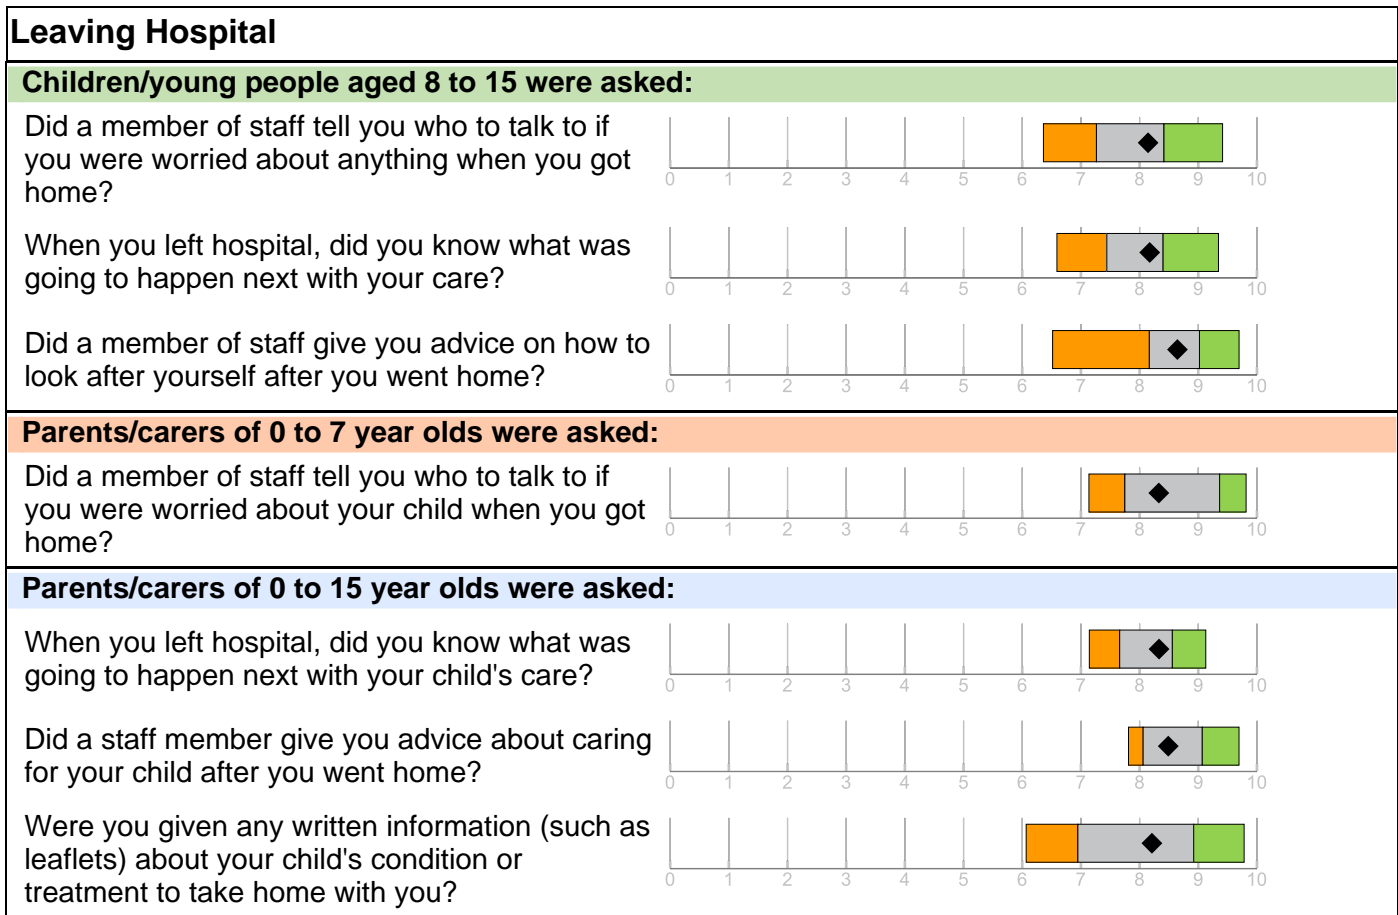 Leaving Hospital
Children/young people aged 8 to 15 were asked:
Did a member of staff tell you who to talk to if
you were worried about anything when you got
home?
0 1 2 3 4 5 6 7 8 9 10
When you left hospital, did you know what was
going to happen next with your care?
0 1 2 3 4 5 6 7 8 9 10
Did a member of staff give you advice on how to
look after yourself after you went home?
0 1 2 3 4 5 6 7 8 9 10
Parents/carers of 0 to 7 year olds were asked:
Did a member of staff tell you who to talk to if
you were worried about your child when you got
home?
0 1 2 3 4 5 6 7 8 9 10
Parents/carers of 0 to 15 year olds were asked:
When you left hospital, did you know what was
going to happen next with your child's care?
0 1 2 3 4 5 6 7 8 9 10
Did a staff member give you advice about caring
for your child after you went home?
0 1 2 3 4 5 6 7 8 9 10
Were you given any written information (such as
leaflets) about your child's condition or
treatment to take home with you?
0 1 2 3 4 5 6 7 8 9 10